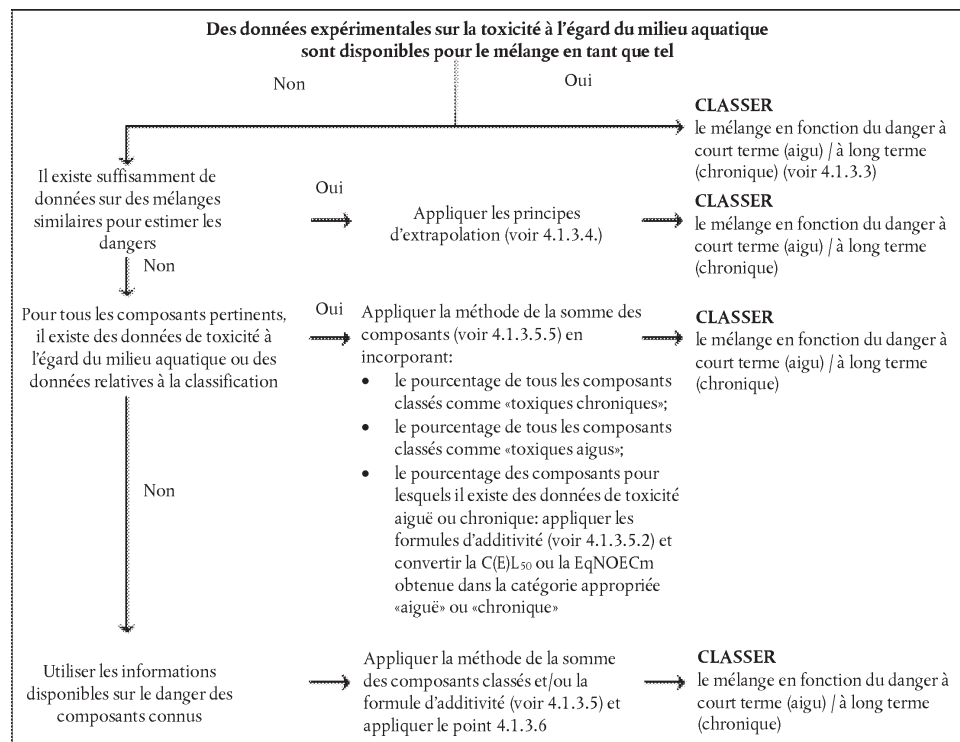 Des données expérimentales sur la toxicité à l'égard du milieu aquatique
sont disponibles pour le mélange en tant que tel
Non
Oui
CLASSER
le mélange en fonction du danger à
court terme (aigu) / à long terme
(chronique) (voir 4.1.3.3)
Il existe suffisamment de
données sur des mélanges
similaires pour estimer les
dangers
Oui
Appliquer les principes
d'extrapolation (voir 4.1.3.4.)
CLASSER
le mélange en fonction du danger à
court terme (aigu) / à long terme
(chronique)
Non
Pour tous les composants pertinents,
il existe des données de toxicité à
l'égard du milieu aquatique ou des
données relatives à la classification
Oui
Appliquer la méthode de la somme des
composants (voir 4.1.3.5.5) en
incorporant:
• le pourcentage de tous les composants
classés comme «toxiques chroniques»;
• le pourcentage de tous les composants
classés comme «toxiques aigus»;
• le pourcentage des composants pour
lesquels il existe des données de toxicité
aiguë ou chronique: appliquer les
formules d'additivité (voir 4.1.3.5.2) et
convertir la C(E)L50 ou la EqNOECm
obtenue dans la catégorie appropriée
«aiguë» ou «chronique»
CLASSER
le mélange en fonction du danger à
court terme (aigu) / à long terme
(chronique)
Non
Utiliser les informations
disponibles sur le danger des
composants connus
Appliquer la méthode de la somme
des composants classés et/ou la
formule d'additivité (voir 4.1.3.5) et
appliquer le point 4.1.3.6
CLASSER
le mélange en fonction du danger à
court terme (aigu) / à long terme
(chronique)